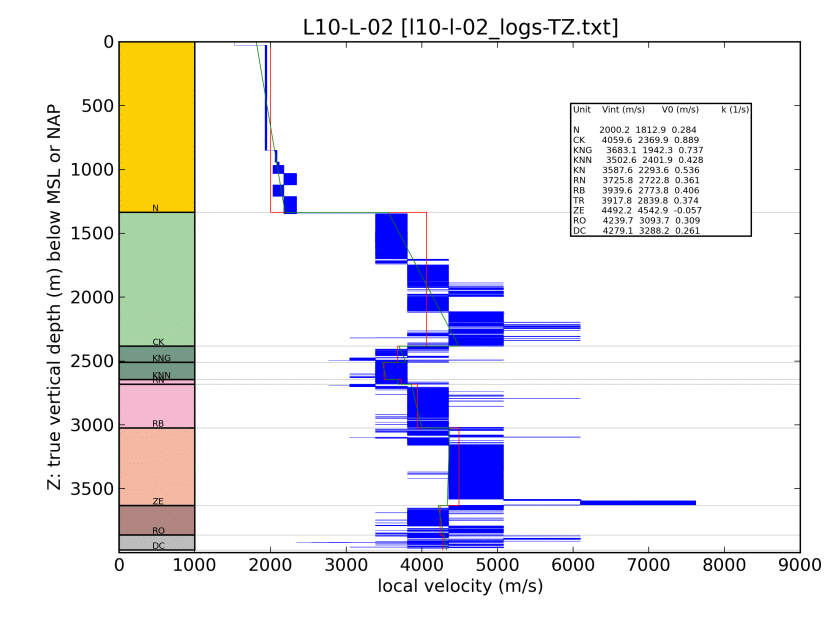 L10-L-02 [l10-l-02_logs-TZ.txt]
Z: true vertical depth (m) below MSL or NAP
0
500
1000
1500
2000
2500
3000
3500
N
CK
KNG
KNN
RN
RB
ZE
RO
DC
Unit Vint (m/s) V0 (m/s) k (1/s)
N 2000.2 1812.9 0.284
CK 4059.6 2369.9 0.889
KNG 3683.1 1942.3 0.737
KNN 3502.6 2401.9 0.428
KN 3587.6 2293.6 0.536
RN 3725.8 2722.8 0.361
RB 3939.6 2773.8 0.406
TR 3917.8 2839.8 0.374
ZE 4492.2 4542.9 -0.057
RO 4239.7 3093.7 0.309
DC 4279.1 3288.2 0.261
0 1000 2000 3000 4000 5000 6000 7000 8000 9000
local velocity (m/s)